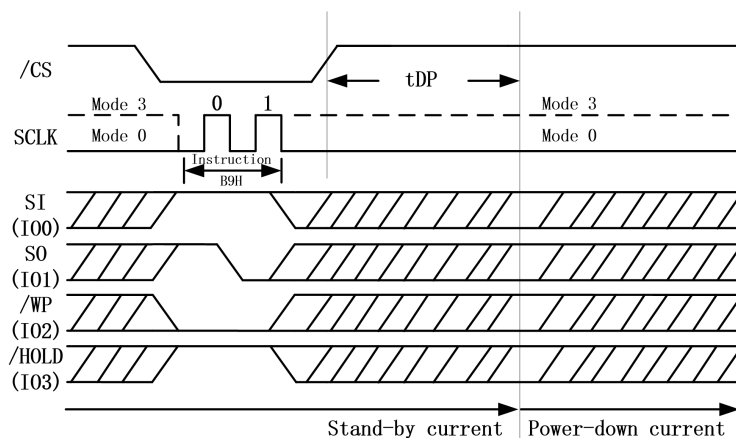 /CS
tDP
Mode 3
0
1
Mode 3
SCLK
Mode 0
Mode 0
Instruction
B9H
SI
(IO0)
SO
(IO1)
/WP
(IO2)
/HOLD
(IO3)
Stand-by current
Power-down current